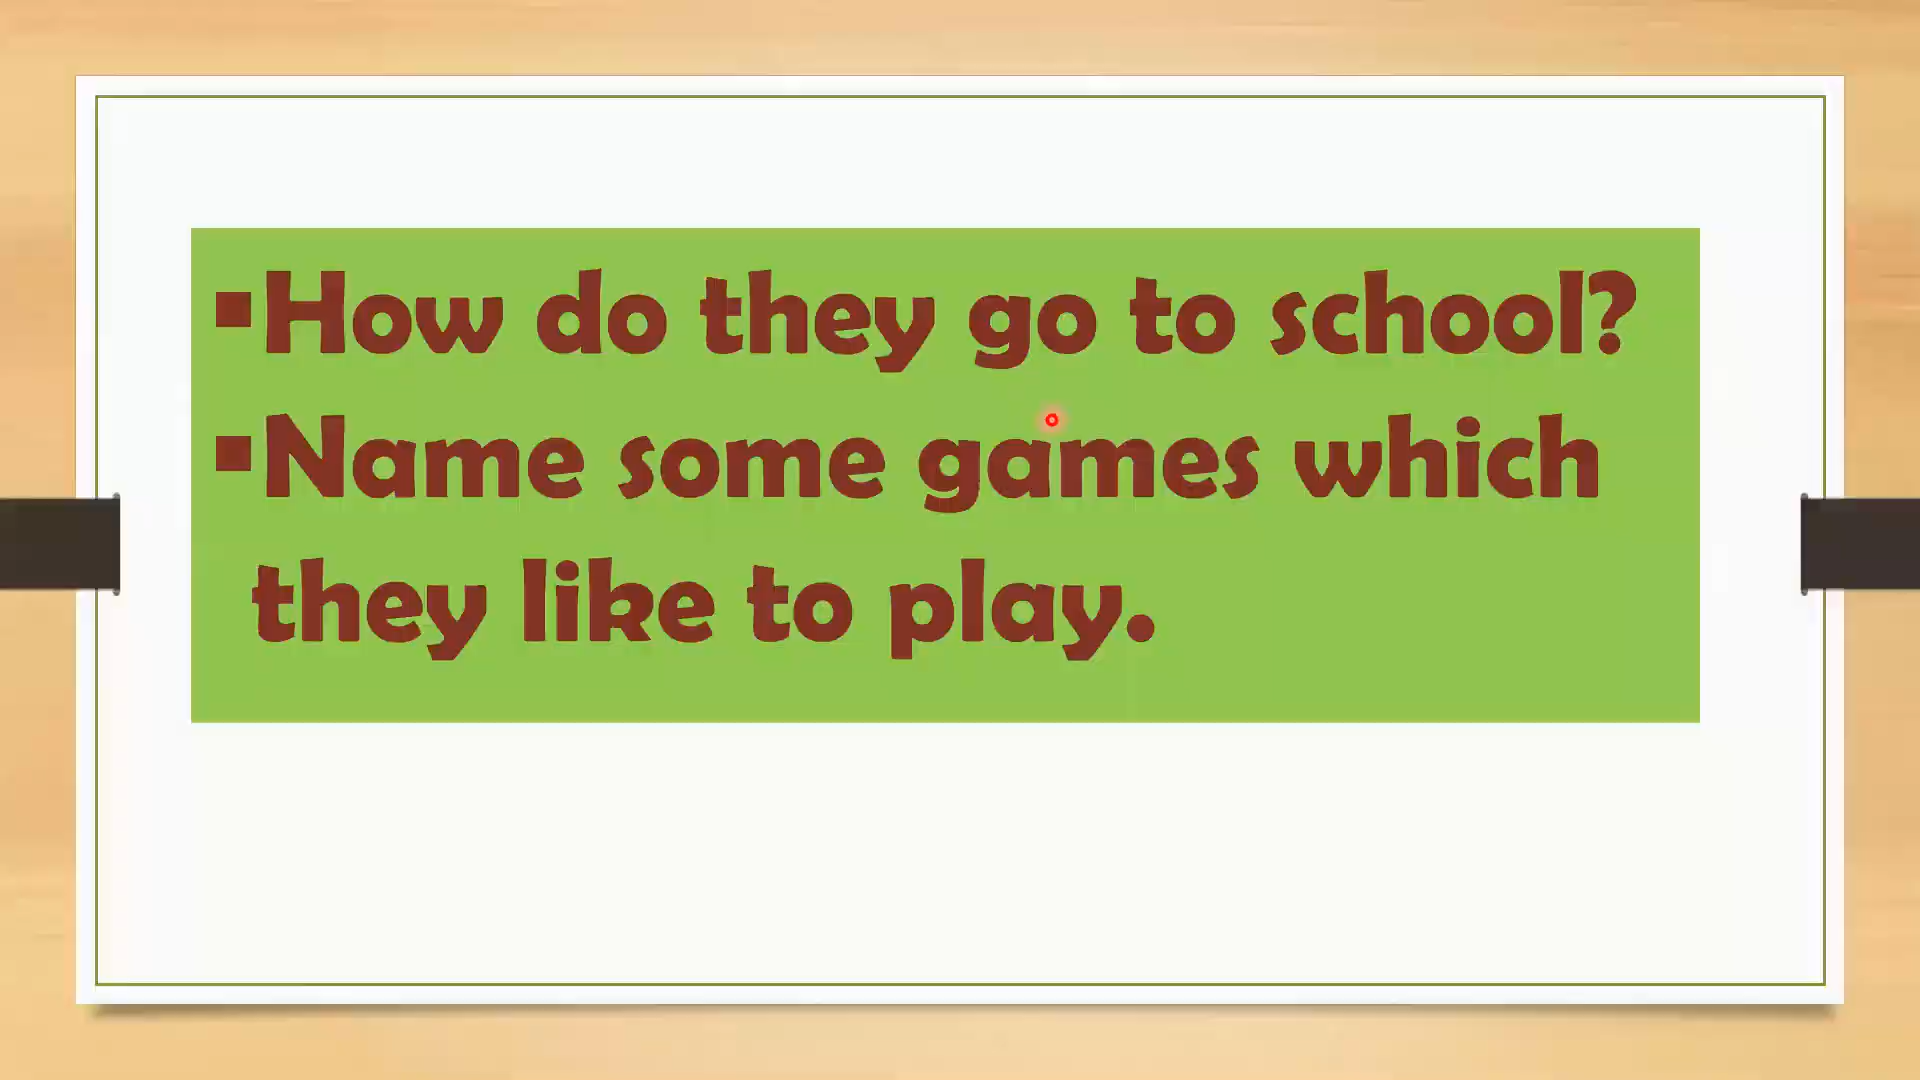 ▪How do they go to school?
▪Name some games which
they like to play.